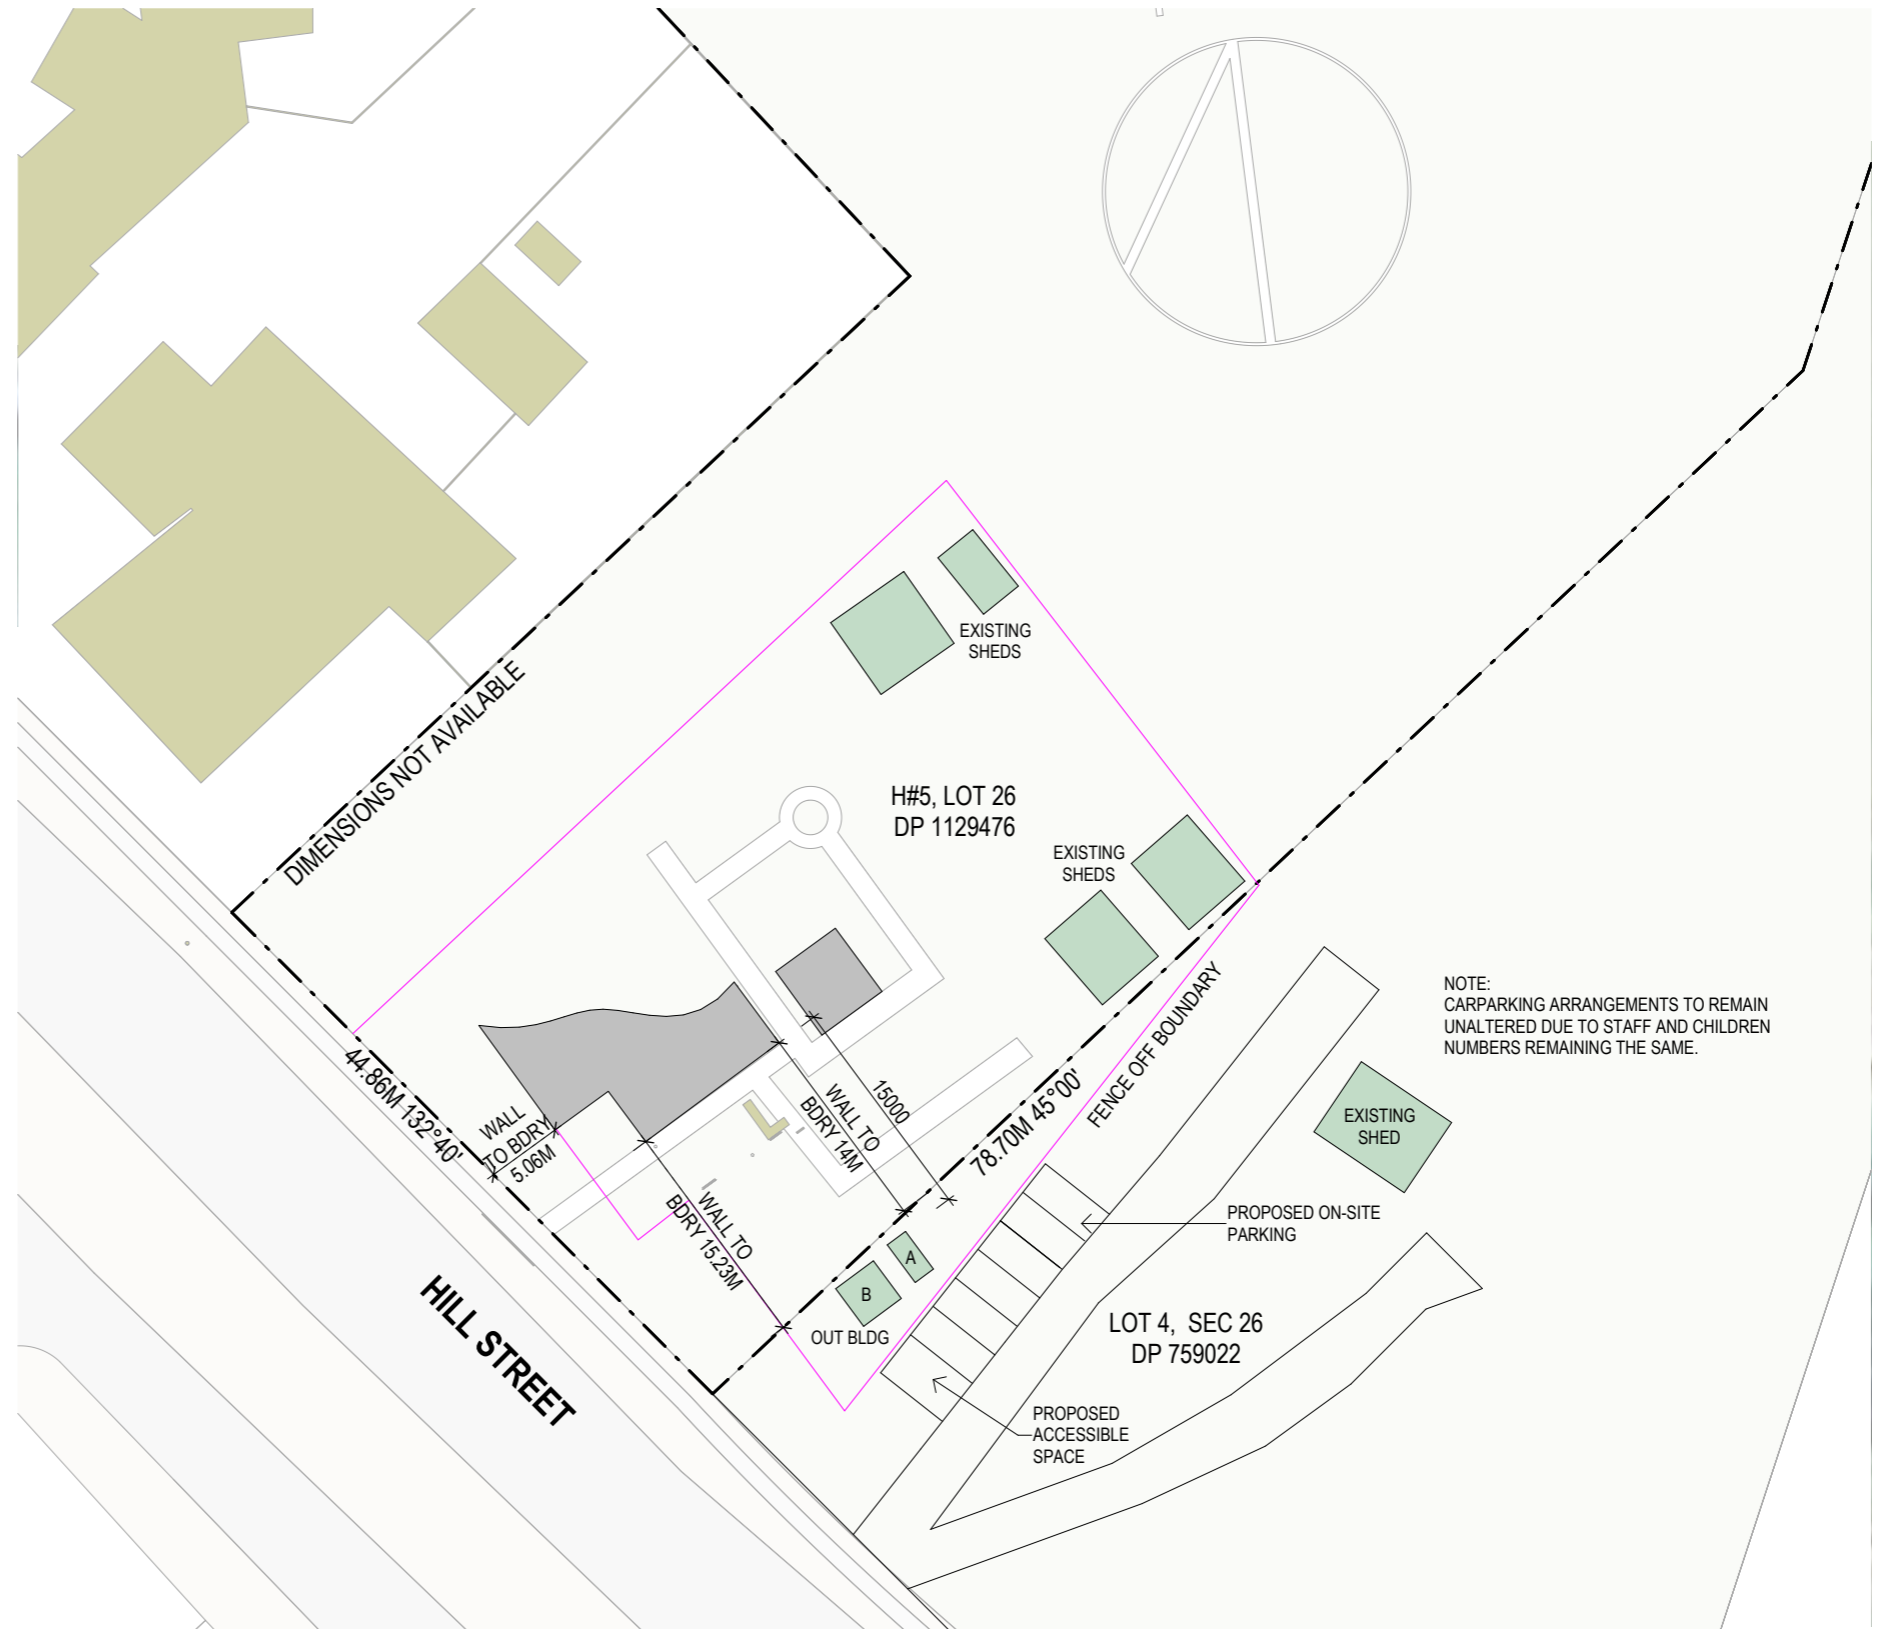 EXISTING
SHEDS
DIMENSIONS NOT AVAILABLE
H#5, LOT 26
DP 1129476
EXISTING
SHEDS
FENCE OFF BOUNDARY
NOTE:
CARPARKING ARRANGEMENTS TO REMAIN
UNALTERED DUE TO STAFF AND CHILDREN
NUMBERS REMAINING THE SAME.
44.86M 132°40'
WALL
TO BDRY
5.06M
WALL TO
BDRY 14M
15000
78.70M 45°00'
EXISTING
SHED
WALL TO
BDRY 15.23M
PROPOSED ON-SITE
PARKING
A
B
OUT BLDG
HILL STREET
LOT 4, SEC 26
DP 759022
PROPOSED
ACCESSIBLE
SPACE